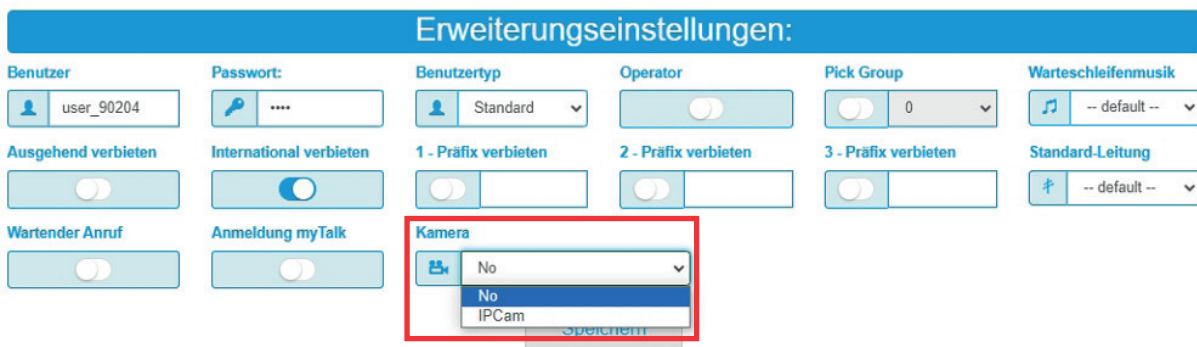 Erweiterungseinstellungen:
Benutzer Passwort: Benutzertyp Operator Pick Group Warteschleifenmusik
user_90204 •••• Standard 0 -- default --
Ausgehend verbieten International verbieten 1 - Präfix verbieten 2 - Präfix verbieten 3 - Präfix verbieten Standard-Leitung
-- default --
Wartender Anruf Anmeldung myTalk Kamera
No
No
IPCam
Speichern